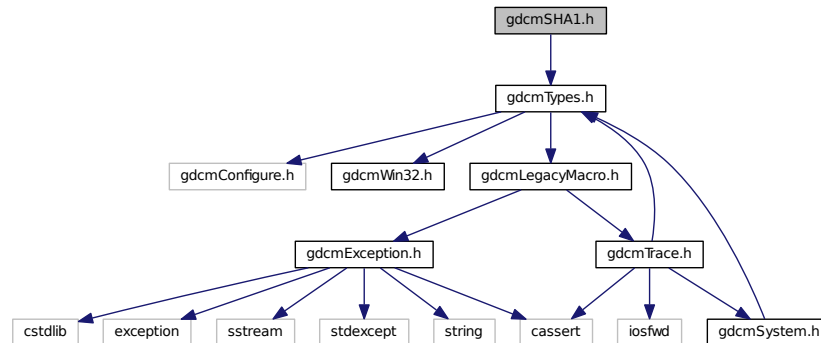 gdcmSHA1.h
gdcmTypes.h
gdcmConfigure.h
gdcmWin32.h
gdcmLegacyMacro.h
gdcmException.h
gdcmTrace.h
cstdlib
exception
sstream
stdexcept
string
cassert
iosfwd
gdcmSystem.h